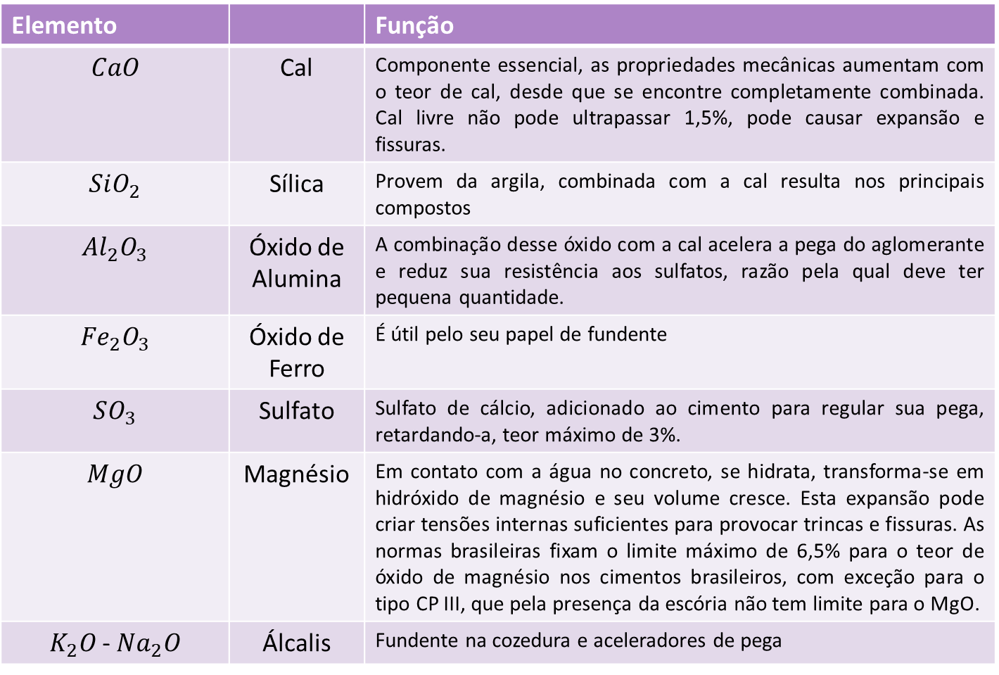 Elemento Função
CaO Cal Componente essencial, as propriedades mecânicas aumentam com
o teor de cal, desde que se encontre completamente combinada.
Cal livre não pode ultrapassar 1,5%, pode causar expansão e
fissuras.
SiO₂ Sílica Provem da argila, combinada com a cal resulta nos principais
compostos
Al₂O₃ Óxido de A combinação desse óxido com a cal acelera a pega do aglomerante
Alumina e reduz sua resistência aos sulfatos, razão pela qual deve ter
pequena quantidade.
Fe₂O₃ Óxido de É útil pelo seu papel de fundente
Ferro
SO₃ Sulfato Sulfato de cálcio, adicionado ao cimento para regular sua pega,
retardando-a, teor máximo de 3%.
MgO Magnésio Em contato com a água no concreto, se hidrata, transforma-se em
hidróxido de magnésio e seu volume cresce. Esta expansão pode
criar tensões internas suficientes para provocar trincas e fissuras. As
normas brasileiras fixam o limite máximo de 6,5% para o teor de
óxido de magnésio nos cimentos brasileiros, com exceção para o
tipo CP III, que pela presença da escória não tem limite para o MgO.
K₂O - Na₂O Álcalis Fundente na cozedura e aceleradores de pega